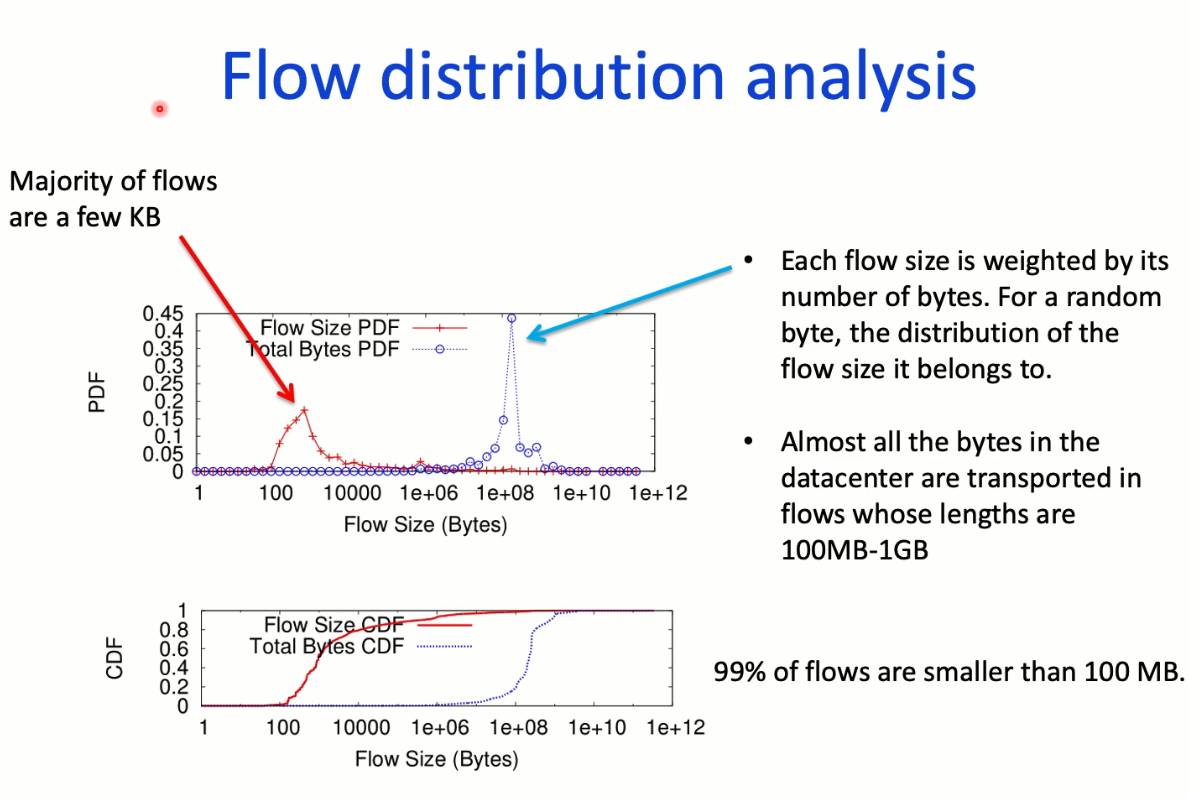 Flow distribution analysis
Majority of flows
are a few KB
• Each flow size is weighted by its
number of bytes. For a random
byte, the distribution of the
flow size it belongs to.
• Almost all the bytes in the
datacenter are transported in
flows whose lengths are
100MB-1GB
Flow Size PDF
Total Bytes PDF
PDF
0.45
0.4
0.35
0.3
0.25
0.2
0.15
0.1
0.05
0
1 100 10000 1e+06 1e+08 1e+10 1e+12
Flow Size (Bytes)
Flow Size CDF
Total Bytes CDF
CDF
1
0.8
0.6
0.4
0.2
0
1 100 10000 1e+06 1e+08 1e+10 1e+12
Flow Size (Bytes)
99% of flows are smaller than 100 MB.